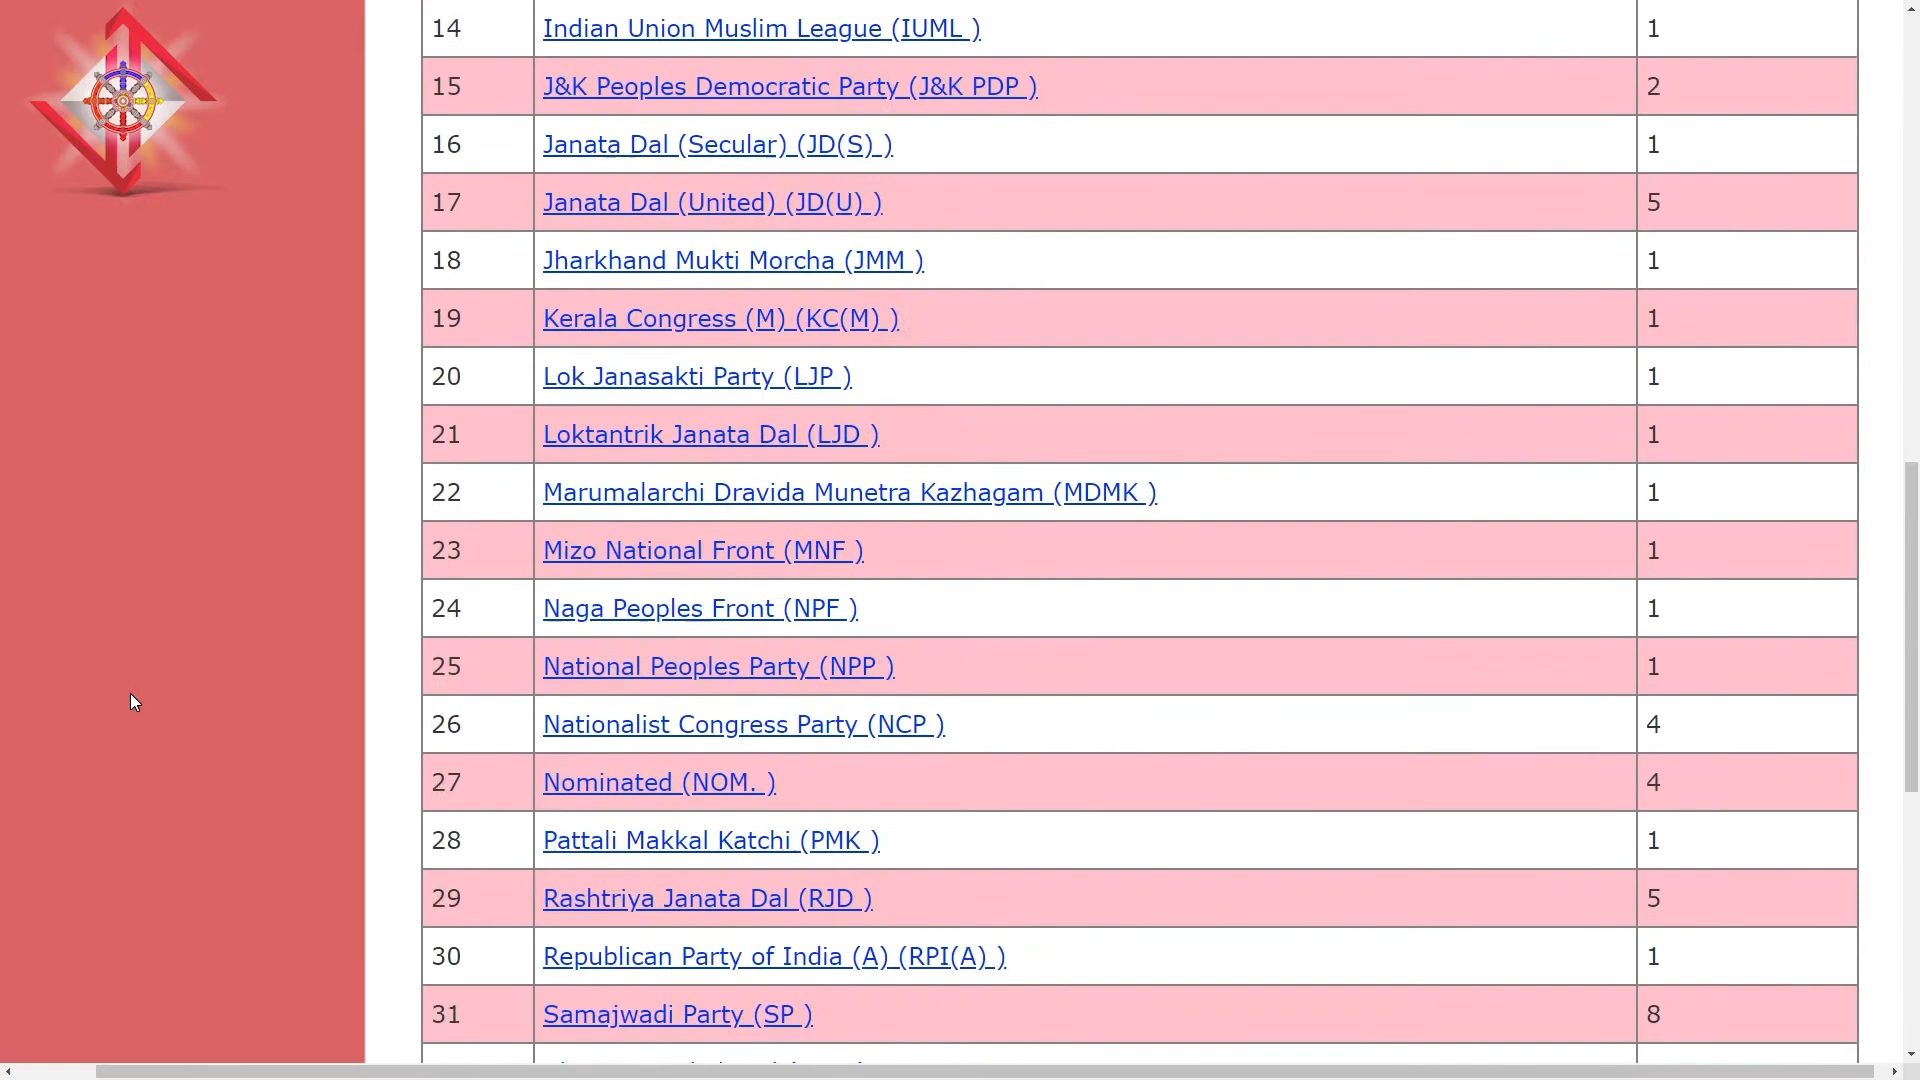 14 Indian Union Muslim League (IUML ) 1
15 J&K Peoples Democratic Party (J&K PDP ) 2
16 Janata Dal (Secular) (JD(S) ) 1
17 Janata Dal (United) (JD(U) ) 5
18 Jharkhand Mukti Morcha (JMM ) 1
19 Kerala Congress (M) (KC(M) ) 1
20 Lok Janasakti Party (LJP ) 1
21 Loktantrik Janata Dal (LJD ) 1
22 Marumalarchi Dravida Munetra Kazhagam (MDMK ) 1
23 Mizo National Front (MNF ) 1
24 Naga Peoples Front (NPF ) 1
25 National Peoples Party (NPP ) 1
26 Nationalist Congress Party (NCP ) 4
27 Nominated (NOM. ) 4
28 Pattali Makkal Katchi (PMK ) 1
29 Rashtriya Janata Dal (RJD ) 5
30 Republican Party of India (A) (RPI(A) ) 1
31 Samajwadi Party (SP ) 8